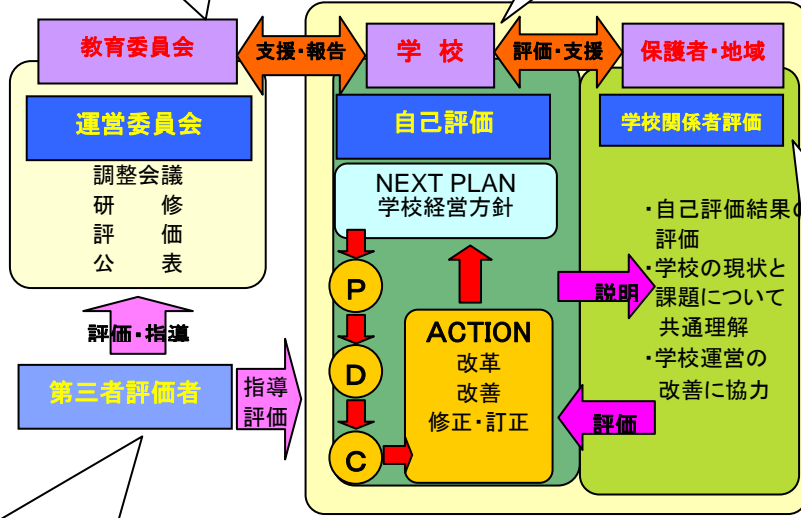 教育委員会
支援・報告
学 校
評価・支援
保護者・地域
運営委員会
調整会議
研 修
評 価
公 表
自己評価
学校関係者評価
NEXT PLAN
学校経営方針
P
D
C
ACTION
改革
改善
修正・訂正
説明
評価
・自己評価結果の
評価
・学校の現状と
課題について
共通理解
・学校運営の
改善に協力
評価・指導
第三者評価者
指導
評価